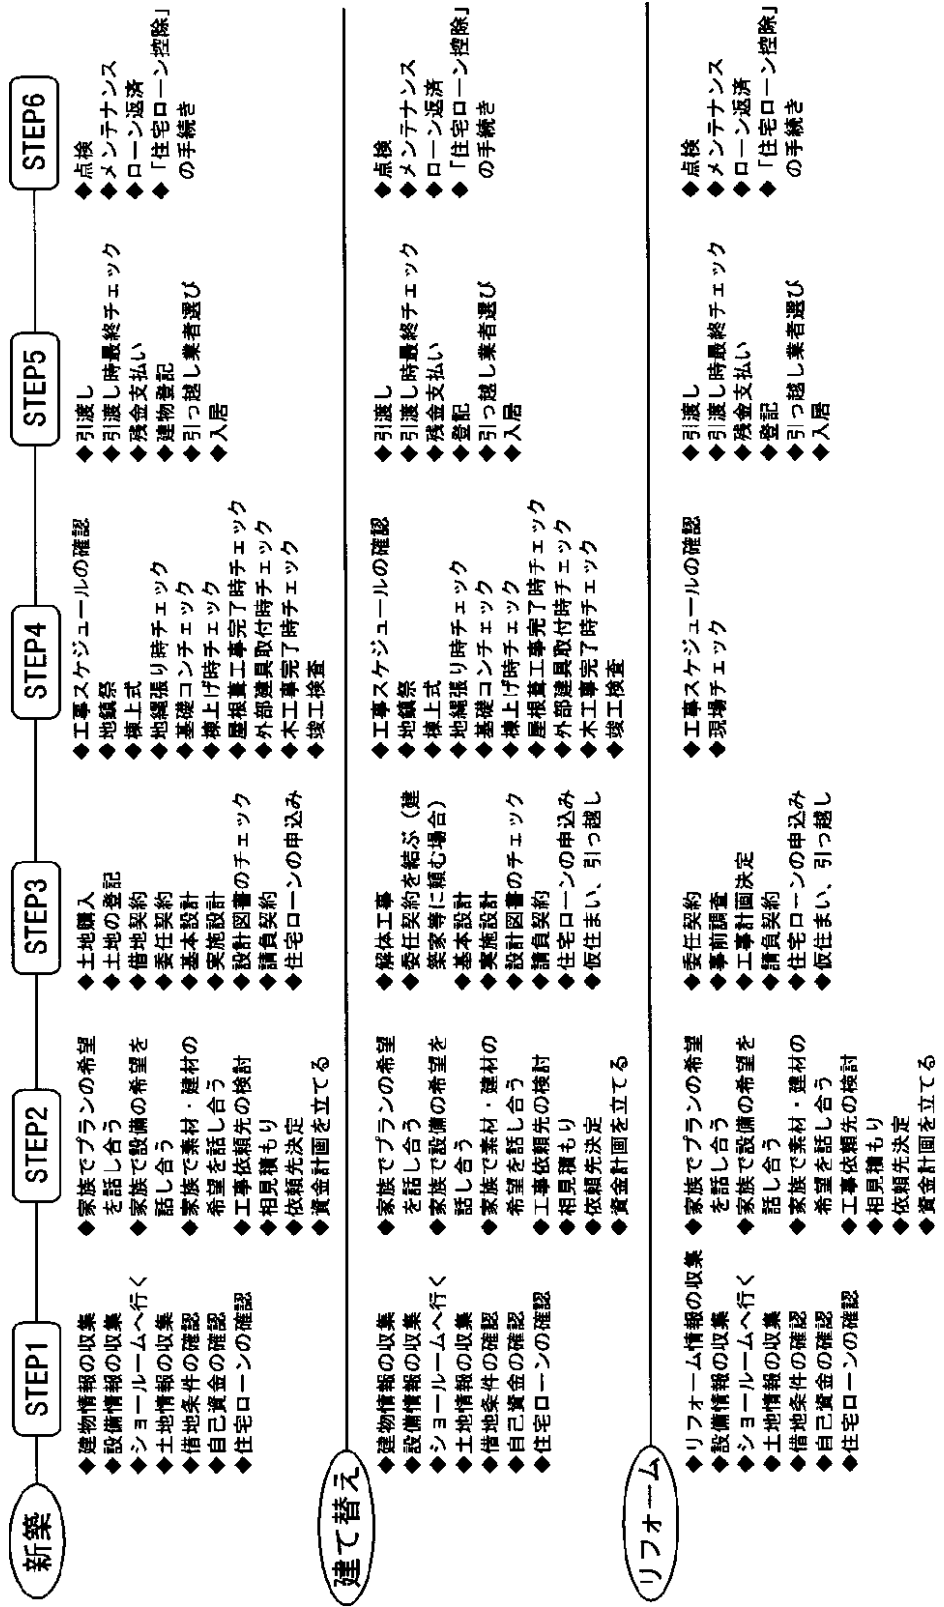 新築
STEP1
◆建物情報の収集
◆設備情報の収集
◆ショールームへ行く
◆土地情報の収集
◆借地条件の確認
◆自己資金の確認
◆住宅ローンの確認
STEP2
◆家族でプランの希望
を話し合う
◆家族で設備の希望を
話し合う
◆家族で素材・建材の
希望を話し合う
◆工事依頼先の検討
◆相見積もり
◆依頼先決定
◆資金計画を立てる
STEP3
◆土地購入
◆土地の登記
◆借地契約
◆委任契約
◆基本設計
◆実施設計
◆設計図書のチェック
◆請負契約
◆住宅ローンの申込み
STEP4
◆工事スケジュールの確認
◆地鎮祭
◆棟上式
◆地縄張り時チェック
◆基礎コンチェック
◆棟上げ時チェック
◆屋根葺工事完了時チェック
◆外部建具取付時チェック
◆木工事完了時チェック
◆竣工検査
STEP5
◆引渡し
◆引渡し時最終チェック
◆残金支払い
◆建物登記
◆引っ越し業者選び
◆入居
STEP6
◆点検
◆メンテナンス
◆ローン返済
◆「住宅ローン控除」
の手続き
建て替え
◆建物情報の収集
◆設備情報の収集
◆ショールームへ行く
◆土地情報の収集
◆借地条件の確認
◆自己資金の確認
◆住宅ローンの確認
◆家族でプランの希望
を話し合う
◆家族で設備の希望を
話し合う
◆家族で素材・建材の
希望を話し合う
◆工事依頼先の検討
◆相見積もり
◆依頼先決定
◆資金計画を立てる
◆解体工事
◆委任契約を結ぶ（建
築家等に頼む場合）
◆基本設計
◆実施設計
◆設計図書のチェック
◆請負契約
◆住宅ローンの申込み
◆仮住まい、引っ越し
◆工事スケジュールの確認
◆地鎮祭
◆棟上式
◆地縄張り時チェック
◆基礎コンチェック
◆棟上げ時チェック
◆屋根葺工事完了時チェック
◆外部建具取付時チェック
◆木工事完了時チェック
◆竣工検査
◆引渡し
◆引渡し時最終チェック
◆残金支払い
◆登記
◆引っ越し業者選び
◆入居
◆点検
◆メンテナンス
◆ローン返済
◆「住宅ローン控除」
の手続き
リフォーム
◆リフォーム情報の収集
◆設備情報の収集
◆ショールームへ行く
◆土地情報の収集
◆借地条件の確認
◆自己資金の確認
◆住宅ローンの確認
◆家族でプランの希望
を話し合う
◆家族で設備の希望を
話し合う
◆家族で素材・建材の
希望を話し合う
◆工事依頼先の検討
◆相見積もり
◆依頼先決定
◆資金計画を立てる
◆委任契約
◆事前調査
◆工事計画決定
◆請負契約
◆住宅ローンの申込み
◆仮住まい、引っ越し
◆工事スケジュールの確認
◆現場チェック
◆引渡し
◆引渡し時最終チェック
◆残金支払い
◆登記
◆引っ越し業者選び
◆入居
◆点検
◆メンテナンス
◆ローン返済
◆「住宅ローン控除」
の手続き